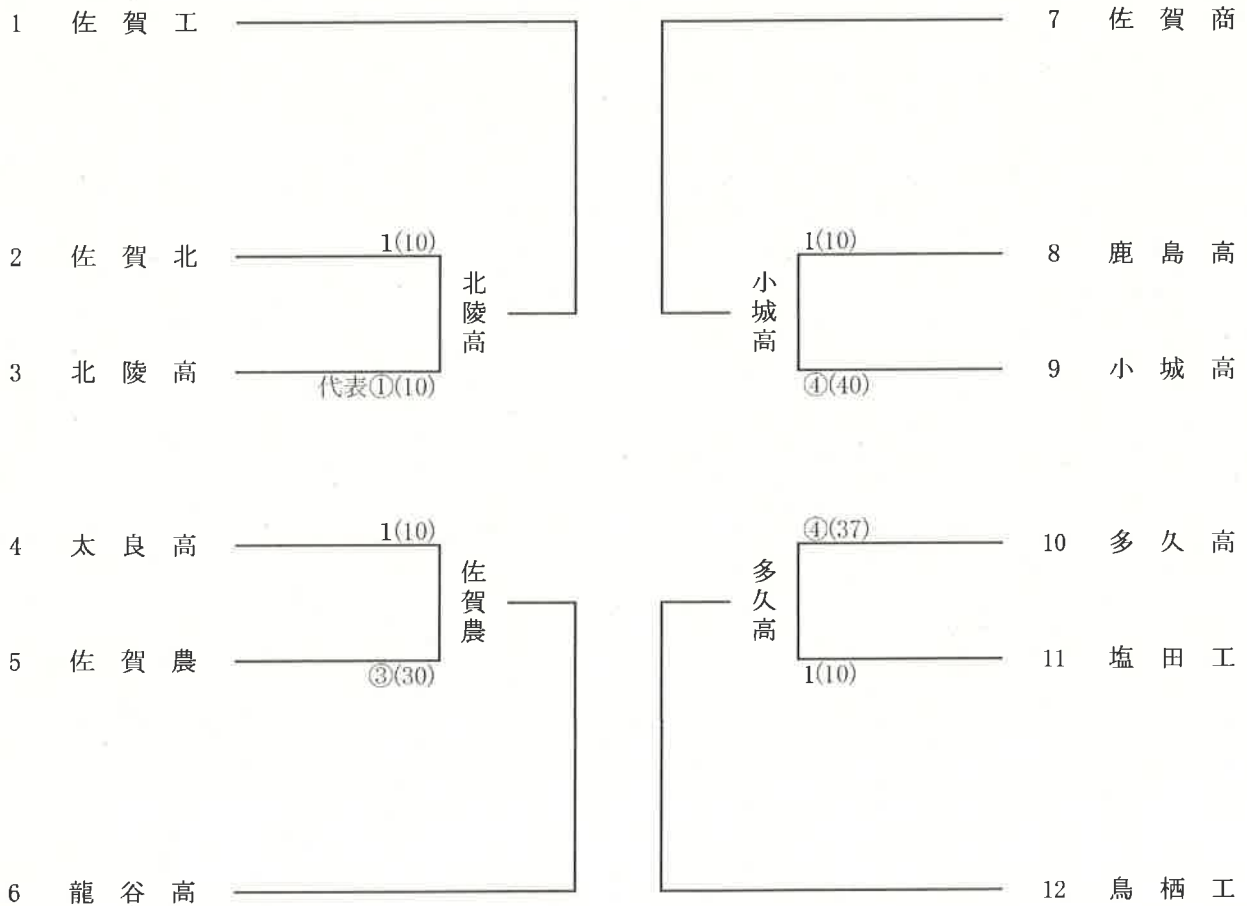 1 佐賀工
7 佐賀商
1(10)
2 佐賀北
北陵高
3 北陵高
代表①(10)
1(10)
8 鹿島高
小城高
9 小城高
④(40)
1(10)
4 太良高
佐賀農
5 佐賀農
③(30)
④(37)
10 多久高
多久高
11 塩田工
1(10)
6 龍谷高
12 鳥栖工